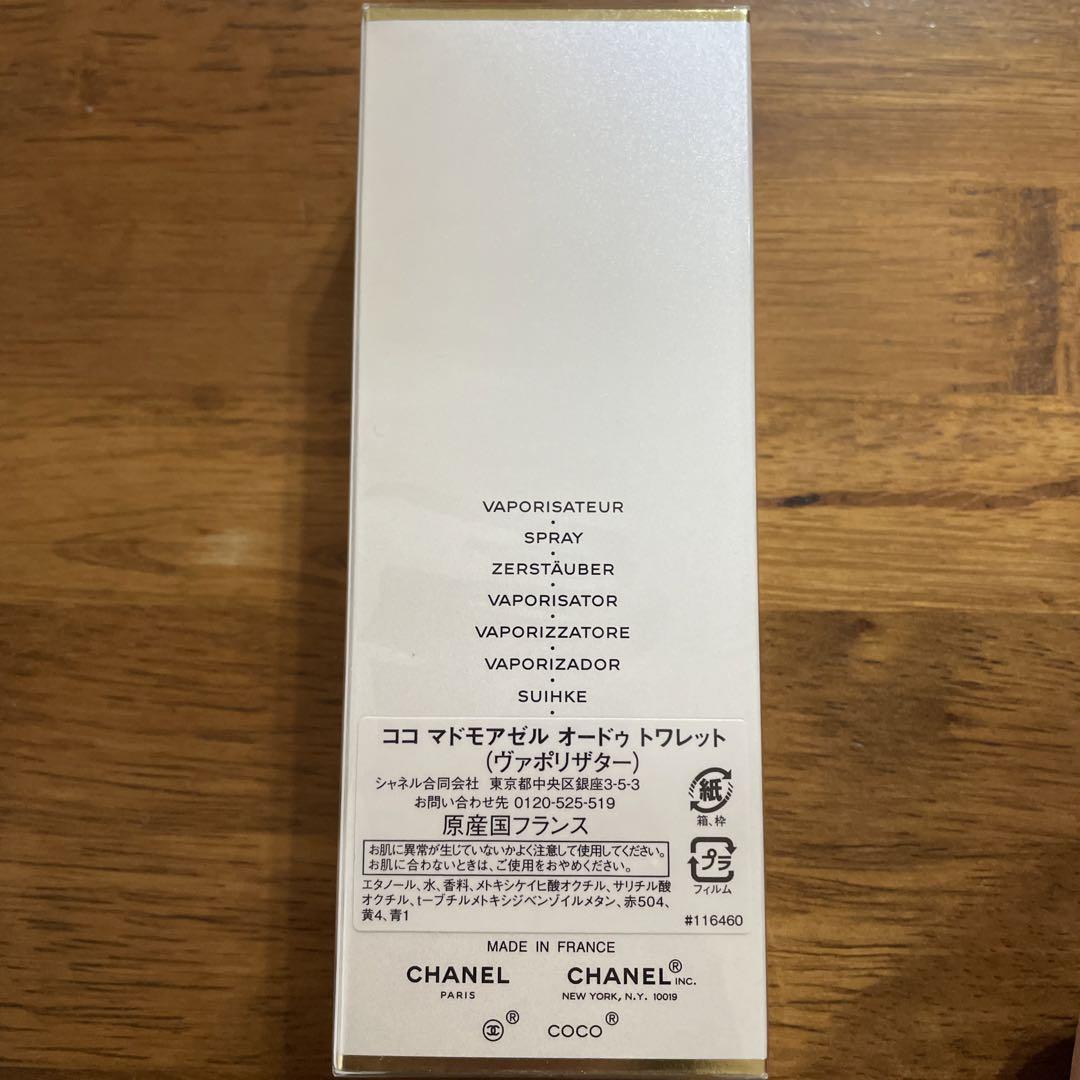 VAPORISATEUR
SPRAY
ZERSTÄUBER
VAPORISATOR
VAPORIZZATORE
VAPORIZADOR
SUIHKE
ココ マドモアゼル オードゥ トワレット
(ヴァポリザター)
シャネル合同会社 東京都中央区銀座3-5-3
お問い合わせ先 0120-525-519
原産国フランス
紙
箱、枠
お肌に異常が生じていないかよく注意して使用してください。
お肌に合わないときは、ご使用をおやめください。
プラ
フィルム
エタノール、水、香料、メトキシケイヒ酸オクチル、サリチル酸
オクチル、t-ブチルメトキシジベンゾイルメタン、赤504、
黄4、青1
#116460
MADE IN FRANCE
CHANEL
PARIS
CHANEL® INC.
NEW YORK, N.Y. 10019
®
COCO®